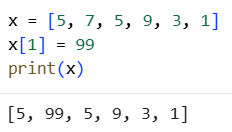 x = [5, 7, 5, 9, 3, 1]
x[1] = 99
print(x)
[5, 99, 5, 9, 3, 1]